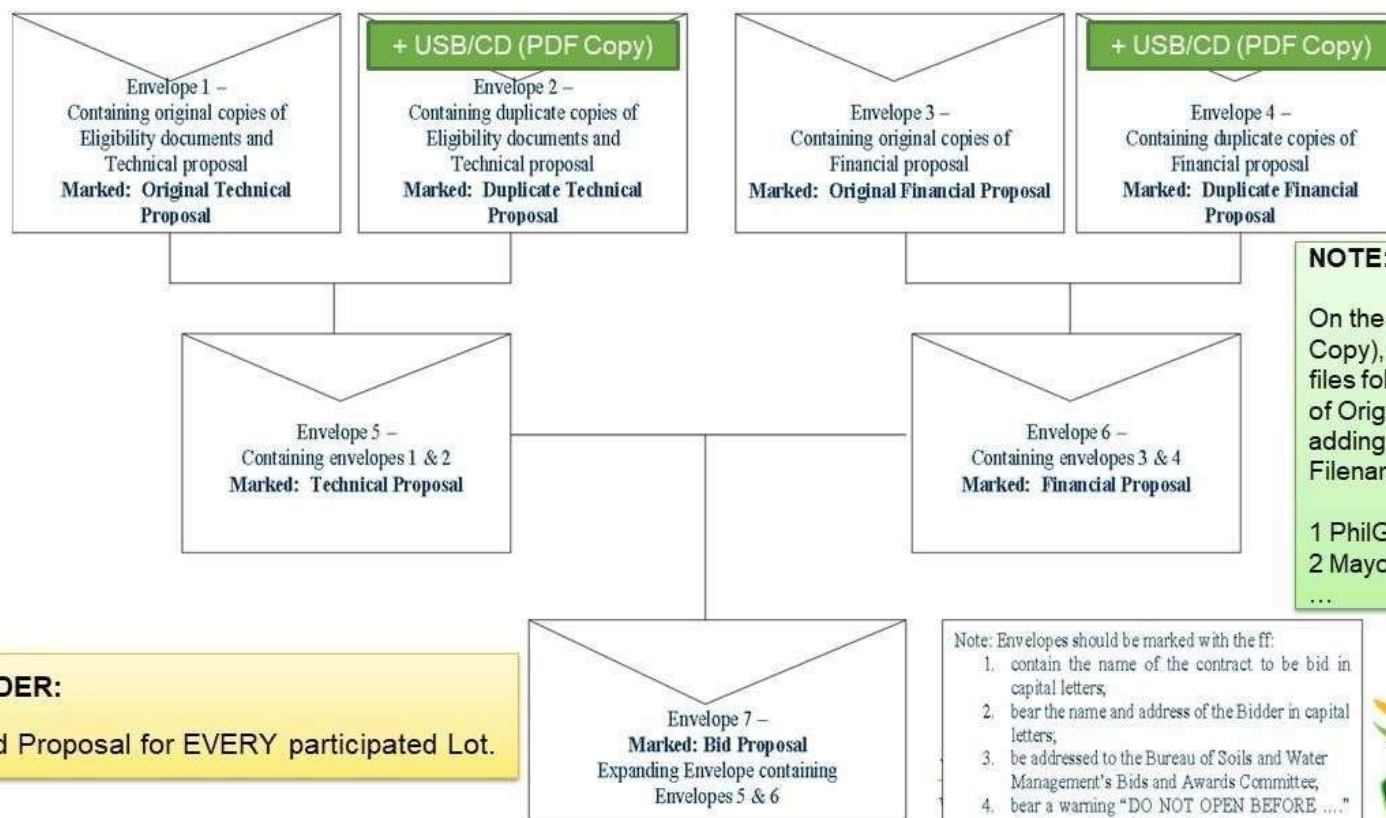 + USB/CD (PDF Copy)
+ USB/CD (PDF Copy)
Envelope 1 –
Containing original copies of
Eligibility documents and
Technical proposal
Marked: Original Technical
Proposal
Envelope 2 –
Containing duplicate copies of
Eligibility documents and
Technical proposal
Marked: Duplicate Technical
Proposal
Envelope 3 –
Containing original copies of
Financial proposal
Marked: Original Financial Proposal
Envelope 4 –
Containing duplicate copies of
Financial proposal
Marked: Duplicate Financial
Proposal
NOTE:
On the
Copy),
files fol
of Orig
adding
Filenar
1 PhilG
2 Mayo
...
Envelope 5 –
Containing envelopes 1 & 2
Marked: Technical Proposal
Envelope 6 –
Containing envelopes 3 & 4
Marked: Financial Proposal
DER:
d Proposal for EVERY participated Lot.
Envelope 7 –
Marked: Bid Proposal
Expanding Envelope containing
Envelopes 5 & 6
Note: Envelopes should be marked with the ff:
1. contain the name of the contract to be bid in
capital letters;
2. bear the name and address of the Bidder in capital
letters;
3. be addressed to the Bureau of Soils and Water
Management's Bids and Awards Committee;
4. bear a warning “DO NOT OPEN BEFORE ....”